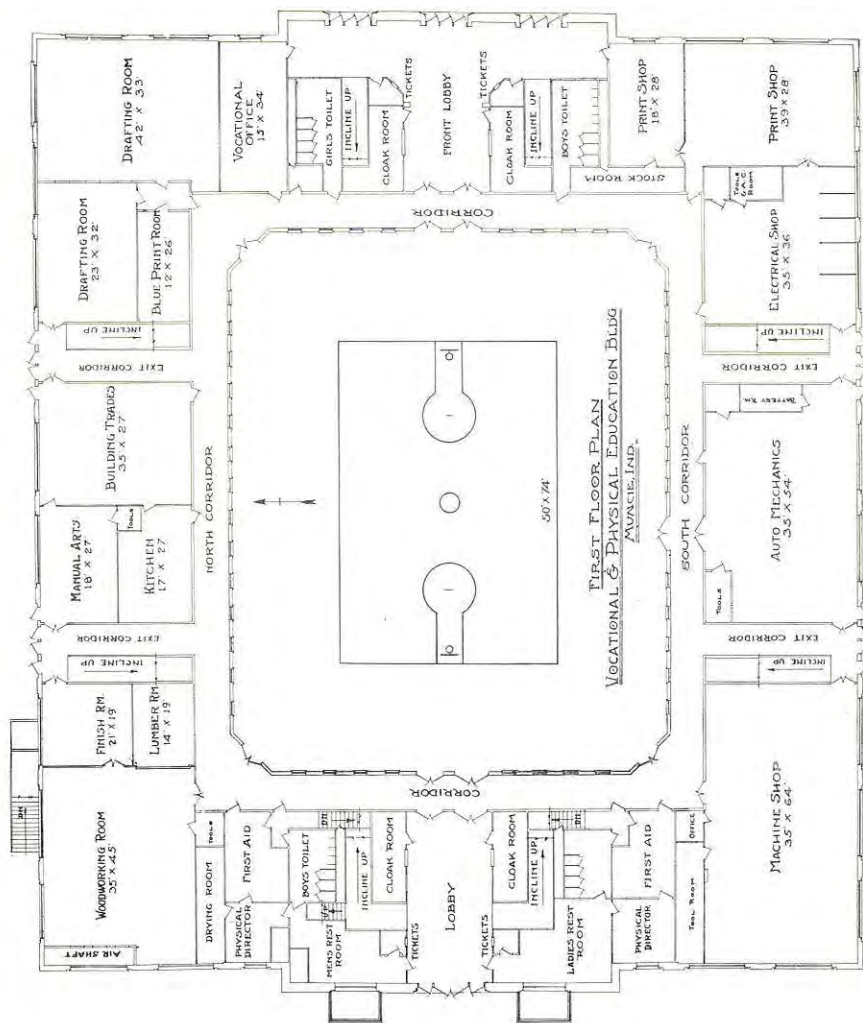 DRAFTING ROOM
42' X 33'
VOCATIONAL
OFFICE
15' X 34'
GIRLS TOILET
INCLINE UP
CLOAK ROOM
TICKETS
FRONT LOBBY
TICKETS
CLOAK ROOM
INCLINE UP
BOYS TOILET
PRINT SHOP
18' X 28'
STOCK ROOM
PRINT SHOP
39 X 28'
DRAFTING ROOM
23' X 32'
BLUE PRINT ROOM
12' X 26'
CORRIDOR
TOOLS
ROOM
ELECTRICAL SHOP
35' X 36
INCLINE UP
EXIT CORRIDOR
INCLINE UP
EXIT CORRIDOR
BUILDING TRADES
35' X 27'
MANUAL ARTS
18' X 27'
TOOLS
KITCHEN
17' X 27
NORTH CORRIDOR
50' X 74'
FIRST FLOOR PLAN
VOCATIONAL & PHYSICAL EDUCATION BLDG
MUNCIE, IND.
SOUTH CORRIDOR
BATTERY RM.
AUTO MECHANICS
35' X 54'
TOOLS
EXIT CORRIDOR
INCLINE UP
EXIT CORRIDOR
INCLINE UP
FINISH RM.
21' X 19'
LUMBER RM
14' X 19'
CORRIDOR
DN
WOODWORKING ROOM
35' X 45'
AIR SHAFT
TOOLS
DRYING ROOM
FIRST AID
PHYSICAL
DIRECTOR
BOYS TOILET
DN
UP
MENS REST
ROOM
INCLINE UP
CLOAK ROOM
TICKETS
LOBBY
TICKETS
CLOAK ROOM
INCLINE UP
DN
LADIES REST
ROOM
FIRST AID
PHYSICAL
DIRECTOR
OFFICE
TOOL ROOM
MACHINE SHOP
35' X 64'